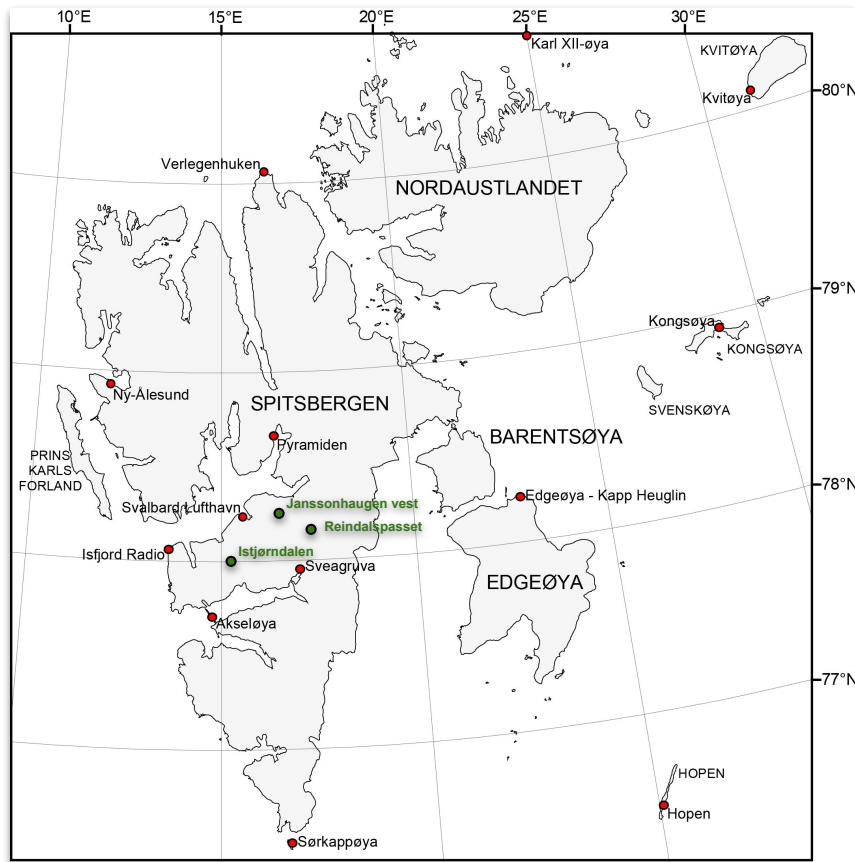 10°
15°
20°
25°
30°
Karl XII-øya
KVITØYA
Kvitøya
80°N
Verlegenhuken
NORDAUSTLANDET
79°N
Kongsøya
KONGSØYA
Ny-Ålesund
SPITSBERGEN
SVENSKØYA
BARENTSØYA
Pyramiden
PRINS
KARLS
FORLAND
78°N
Edgeøya - Kapp Heuglin
Janssonhaugen vest
Svalbard Lufthavn
Reindalspasset
Isfjord Radio
Istjørndalen
Sveagruva
EDGEØYA
Akseløya
77°N
HOPEN
Hopen
Sørkappøya